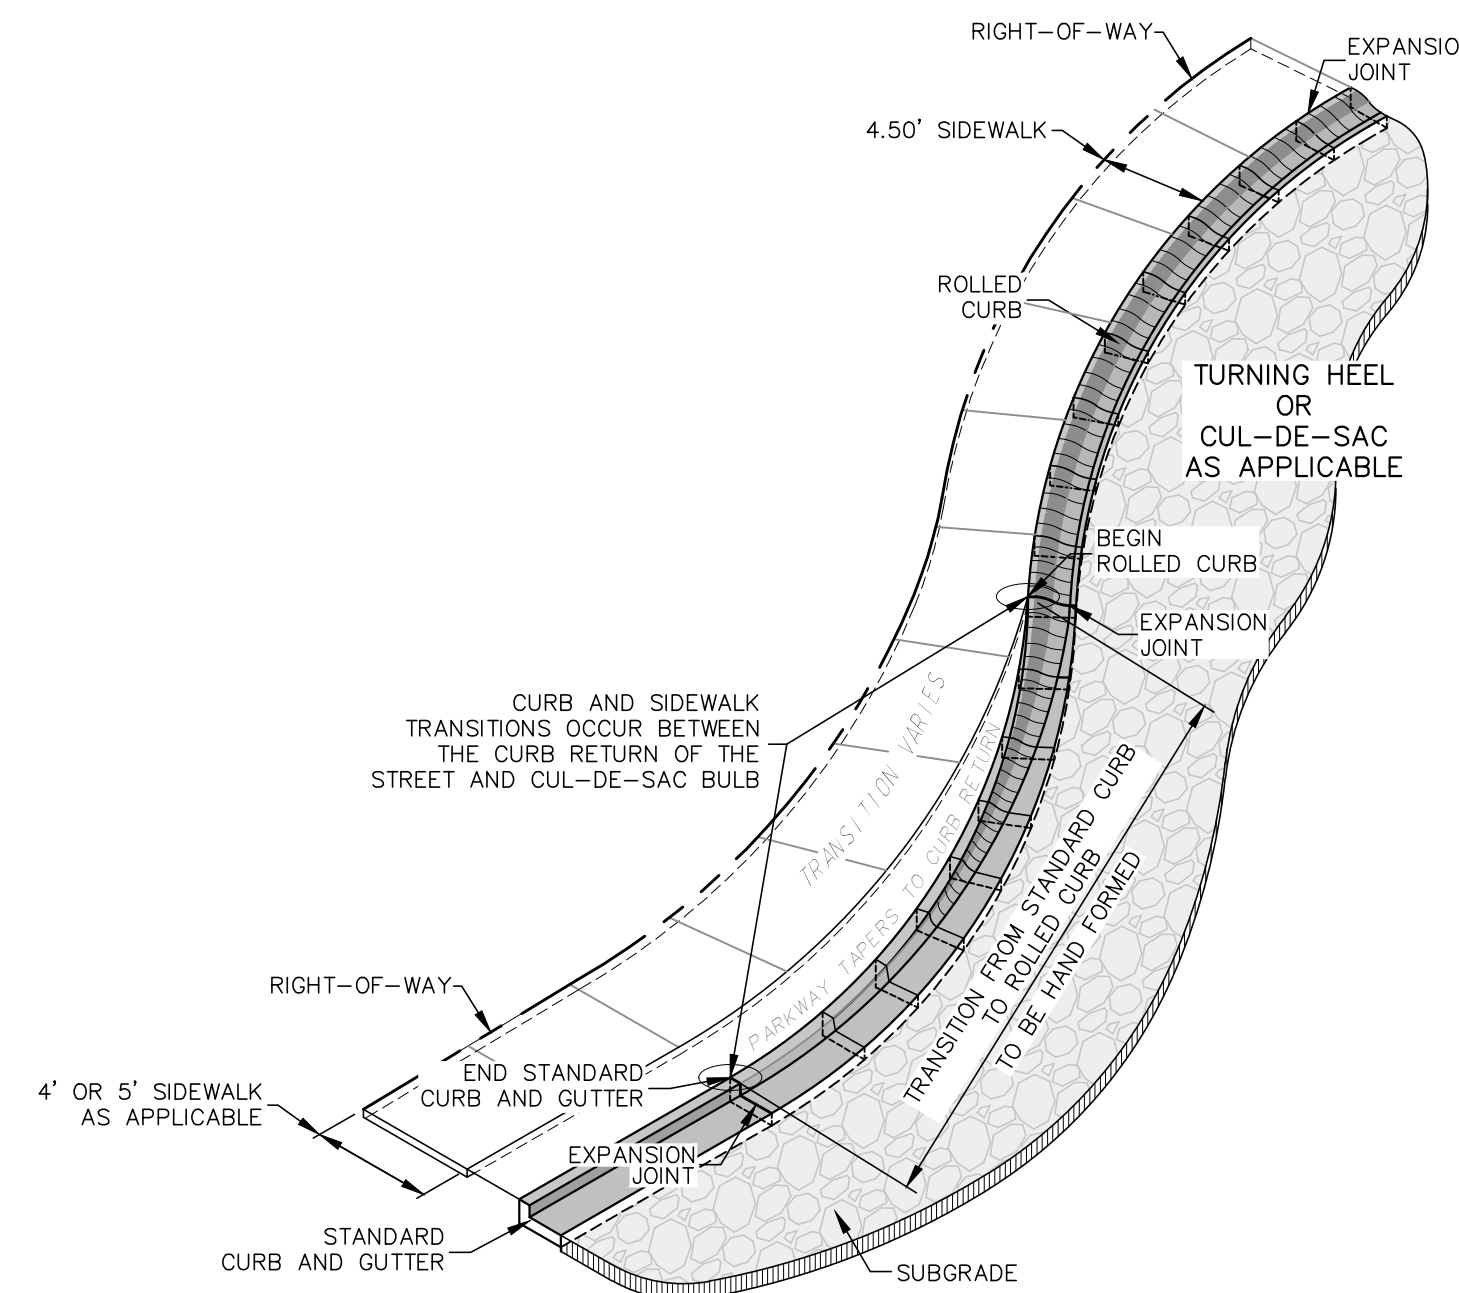 RIGHT-OF-WAY
EXPANSIO
JOINT
4.50' SIDEWALK
ROLLED
CURB
TURNING HEEL
OR
CUL-DE-SAC
AS APPLICABLE
BEGIN
ROLLED CURB
EXPANSION
JOINT
CURB AND SIDEWALK
TRANSITIONS OCCUR BETWEEN
THE CURB RETURN OF THE
STREET AND CUL-DE-SAC BULB
TRANSITION VARIES
PARKWAY TAPERS TO CURB RETURN
TRANSITION FROM STANDARD CURB
TO ROLLED CURB
TO BE HAND FORMED
RIGHT-OF-WAY
END STANDARD
CURB AND GUTTER
4' OR 5' SIDEWALK
AS APPLICABLE
EXPANSION
JOINT
STANDARD
CURB AND GUTTER
SUBGRADE